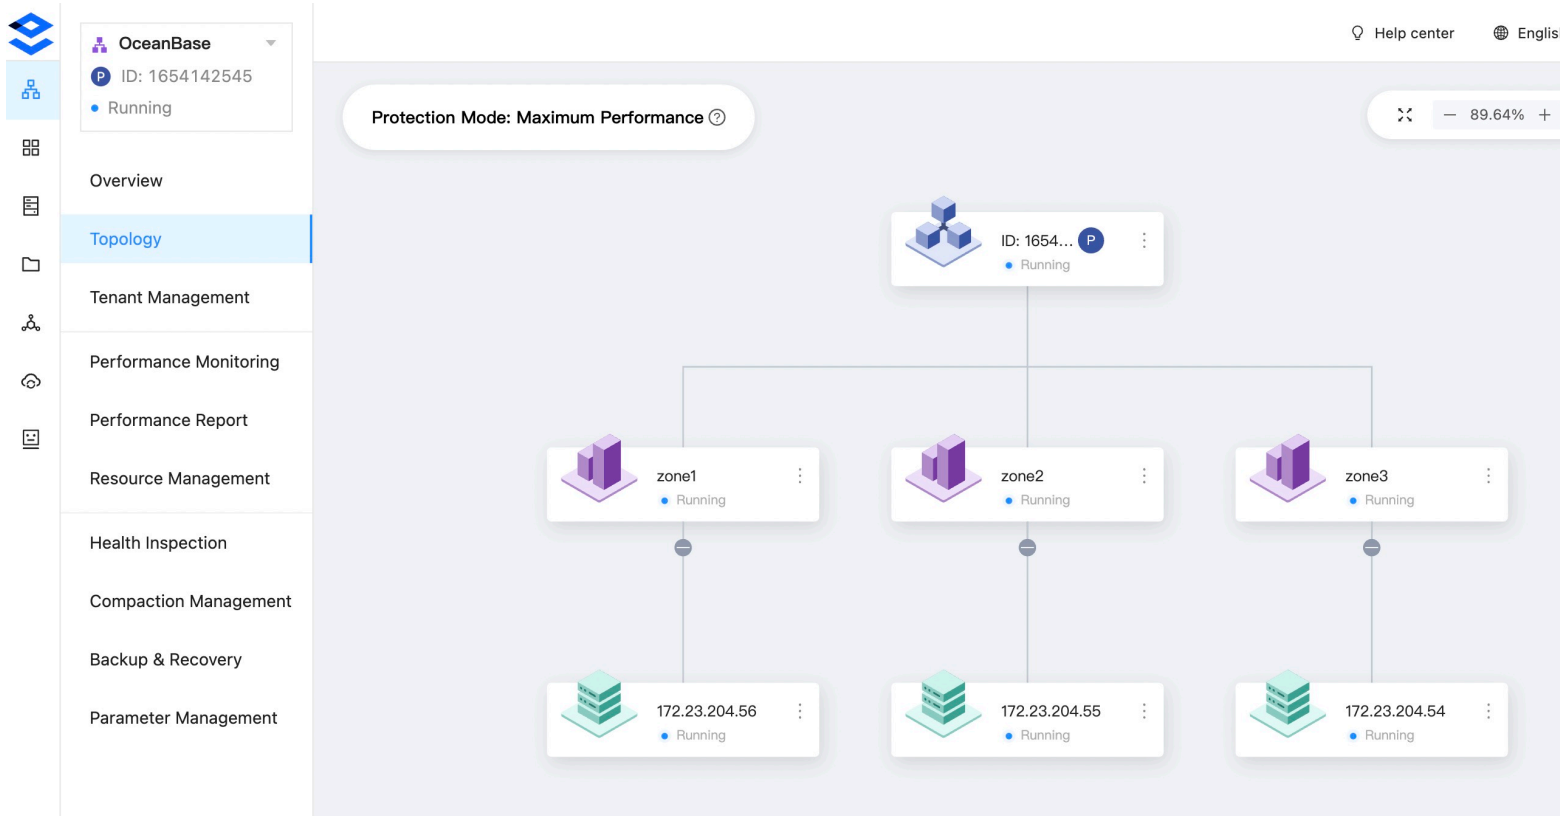 OceanBase
P ID: 1654142545
Running
Overview
Topology
Tenant Management
Performance Monitoring
Performance Report
Resource Management
Health Inspection
Compaction Management
Backup & Recovery
Parameter Management
Help center
Protection Mode: Maximum Performance ?
89.64%
ID: 1654... P
Running
zone1
Running
zone2
Running
zone3
Running
172.23.204.56
Running
172.23.204.55
Running
172.23.204.54
Running